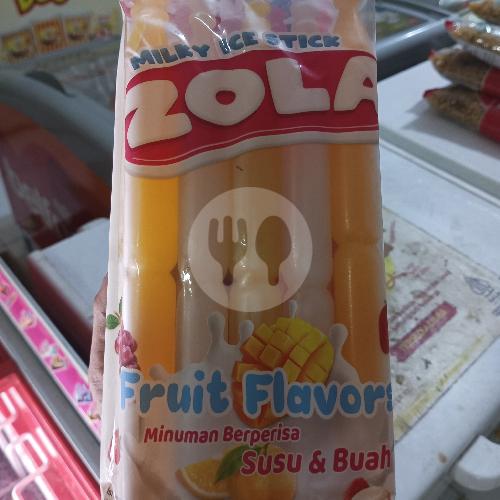 MILKY ICE STICK
ZOLA
Fruit Flavors
Minuman Berperisa
Susu & Buah